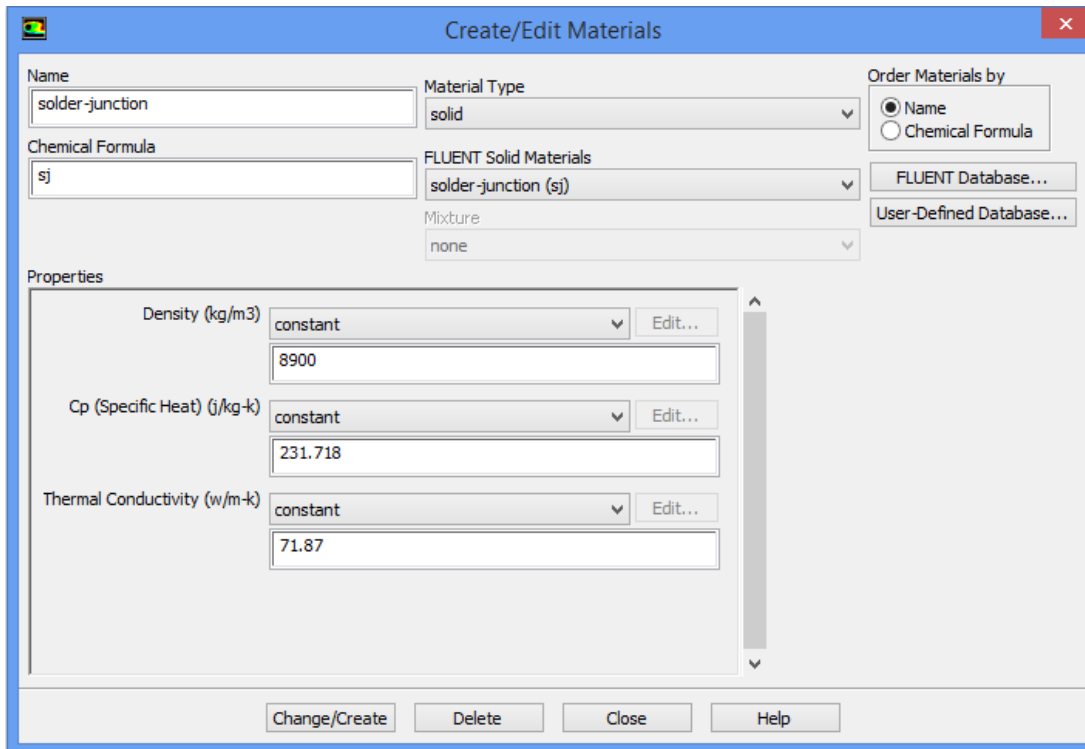 Create/Edit Materials
Name
solder-junction
Chemical Formula
sj
Material Type
solid
FLUENT Solid Materials
solder-junction (sj)
Mixture
none
Order Materials by
Name
Chemical Formula
FLUENT Database...
User-Defined Database...
Properties
Density (kg/m3)
constant
Edit...
8900
Cp (Specific Heat) (j/kg-k)
constant
Edit...
231.718
Thermal Conductivity (w/m-k)
constant
Edit...
71.87
Change/Create
Delete
Close
Help